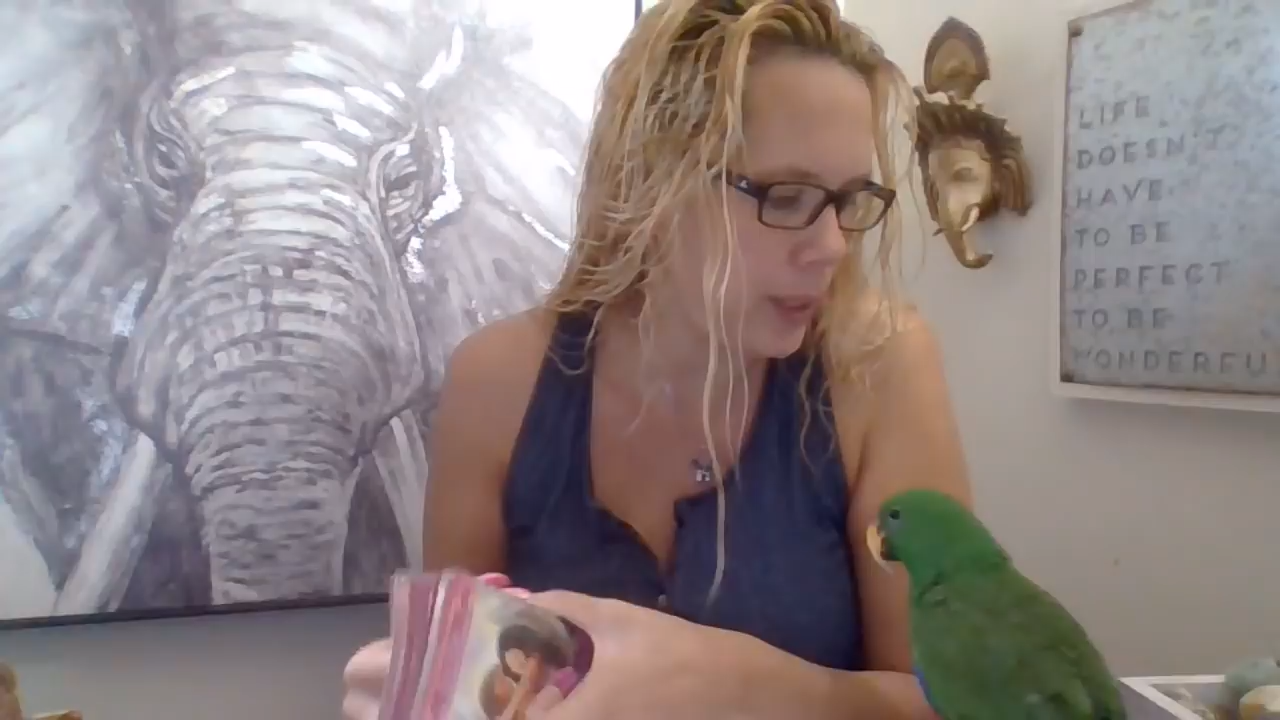 LIFE
DOESN'T
HAVE
TO BE
PERFECT
TO BE
WONDERFU